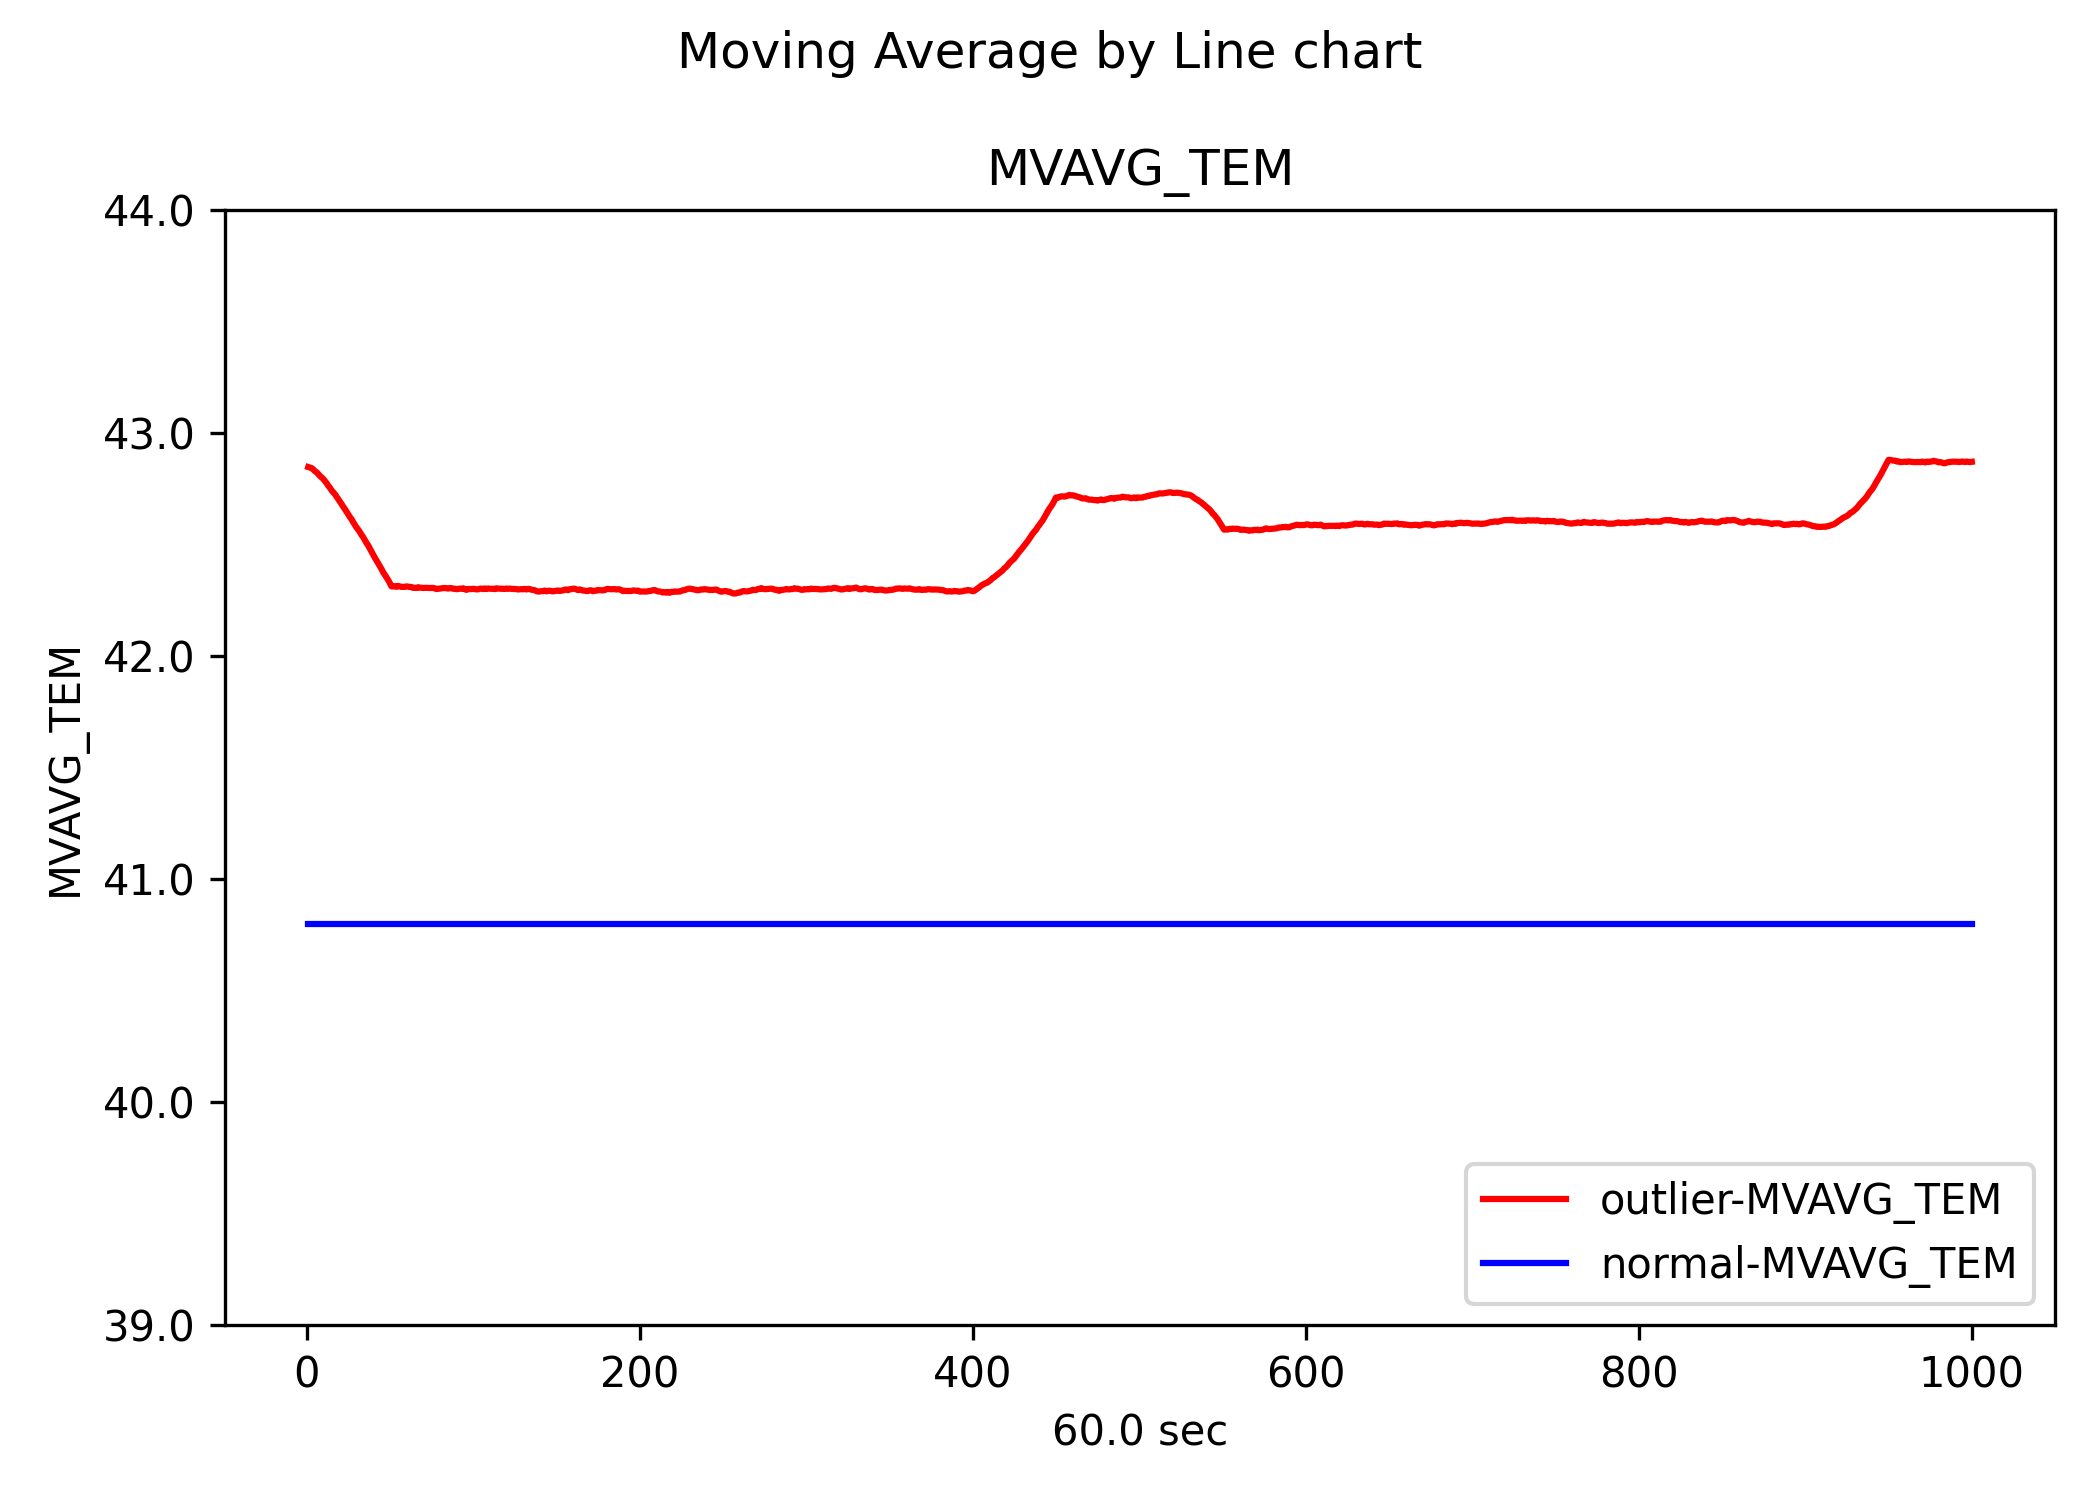 Moving Average by Line chart
MVAVG_TEM
44.0
43.0
42.0
41.0
40.0
39.0
MVAVG_TEM
outlier-MVAVG_TEM
normal-MVAVG_TEM
0 200 400 600 800 1000
60.0 sec